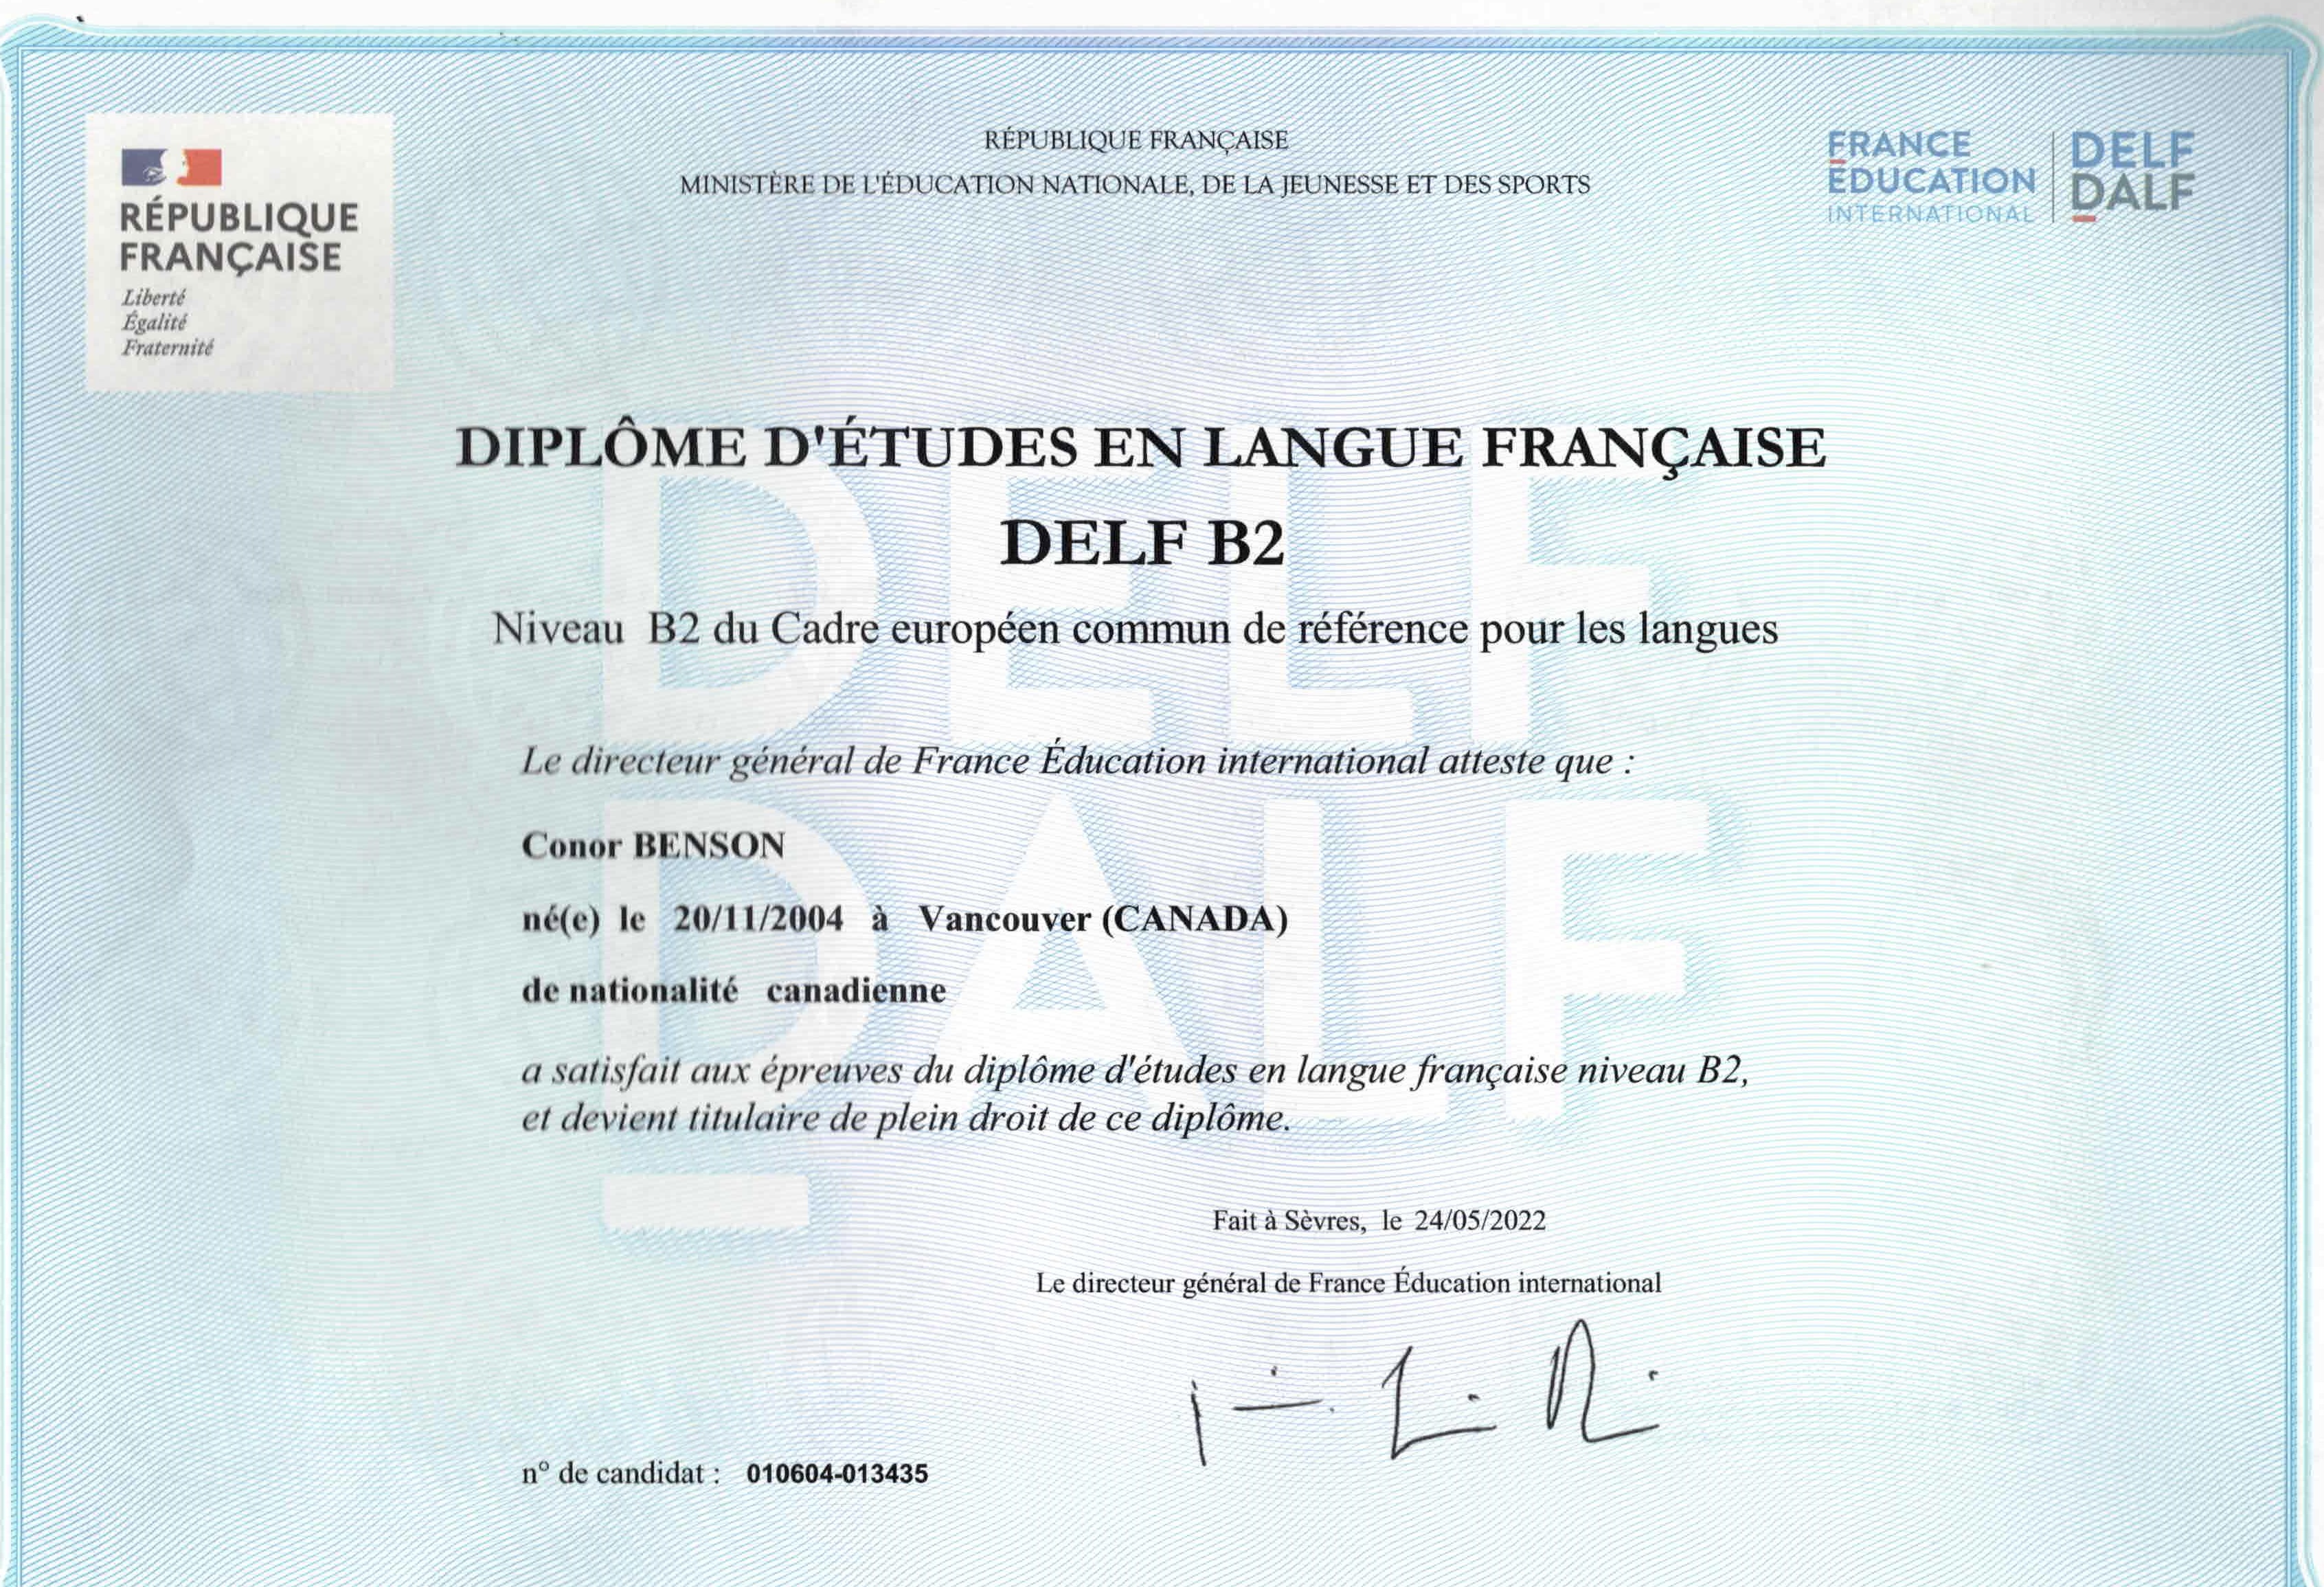 RÉPUBLIQUE
FRANÇAISE
Liberté
Égalité
Fraternité
RÉPUBLIQUE FRANÇAISE
MINISTÈRE DE L'ÉDUCATION NATIONALE, DE LA JEUNESSE ET DES SPORTS
FRANCE
ÉDUCATION
INTERNATIONAL
DELF
DALF
DIPLÔME D'ÉTUDES EN LANGUE FRANÇAISE
DELF B2
Niveau B2 du Cadre européen commun de référence pour les langues
Le directeur général de France Éducation international atteste que :
Conor BENSON
né(e) le 20/11/2004 à Vancouver (CANADA)
de nationalité canadienne
a satisfait aux épreuves du diplôme d'études en langue française niveau B2,
et devient titulaire de plein droit de ce diplôme.
Fait à Sèvres, le 24/05/2022
Le directeur général de France Éducation international
n° de candidat : 010604-013435
DELF
DALF